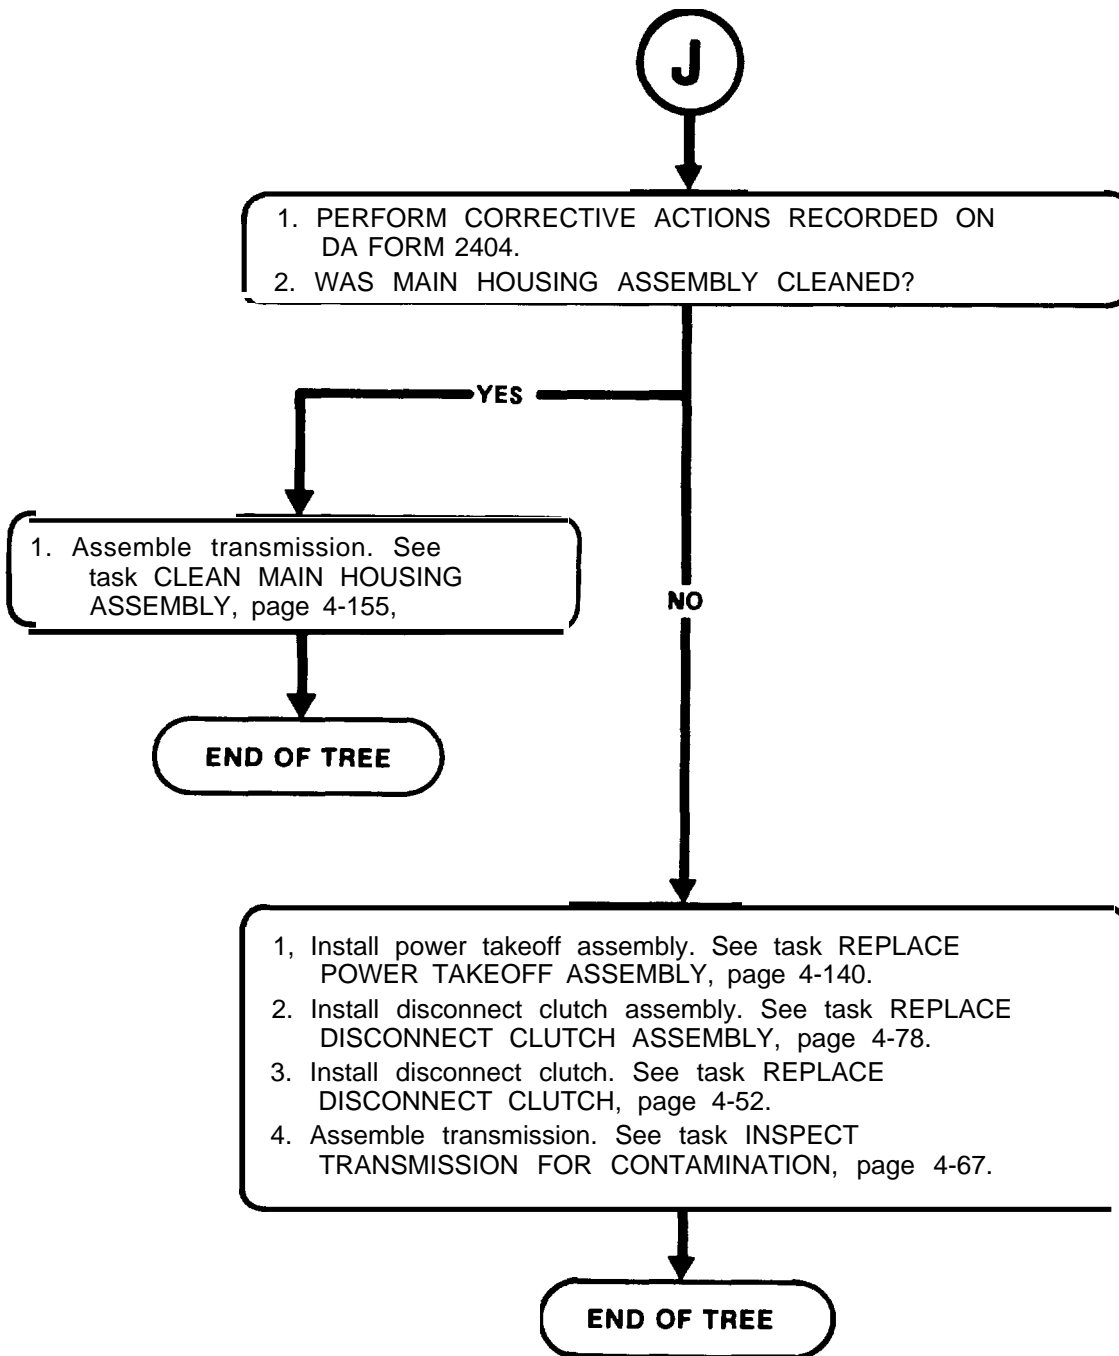 J
1. PERFORM CORRECTIVE ACTIONS RECORDED ON
DA FORM 2404.
2. WAS MAIN HOUSING ASSEMBLY CLEANED?
YES
1. Assemble transmission. See
task CLEAN MAIN HOUSING
ASSEMBLY, page 4-155,
NO
END OF TREE
1, Install power takeoff assembly. See task REPLACE
POWER TAKEOFF ASSEMBLY, page 4-140.
2. Install disconnect clutch assembly. See task REPLACE
DISCONNECT CLUTCH ASSEMBLY, page 4-78.
3. Install disconnect clutch. See task REPLACE
DISCONNECT CLUTCH, page 4-52.
4. Assemble transmission. See task INSPECT
TRANSMISSION FOR CONTAMINATION, page 4-67.
END OF TREE